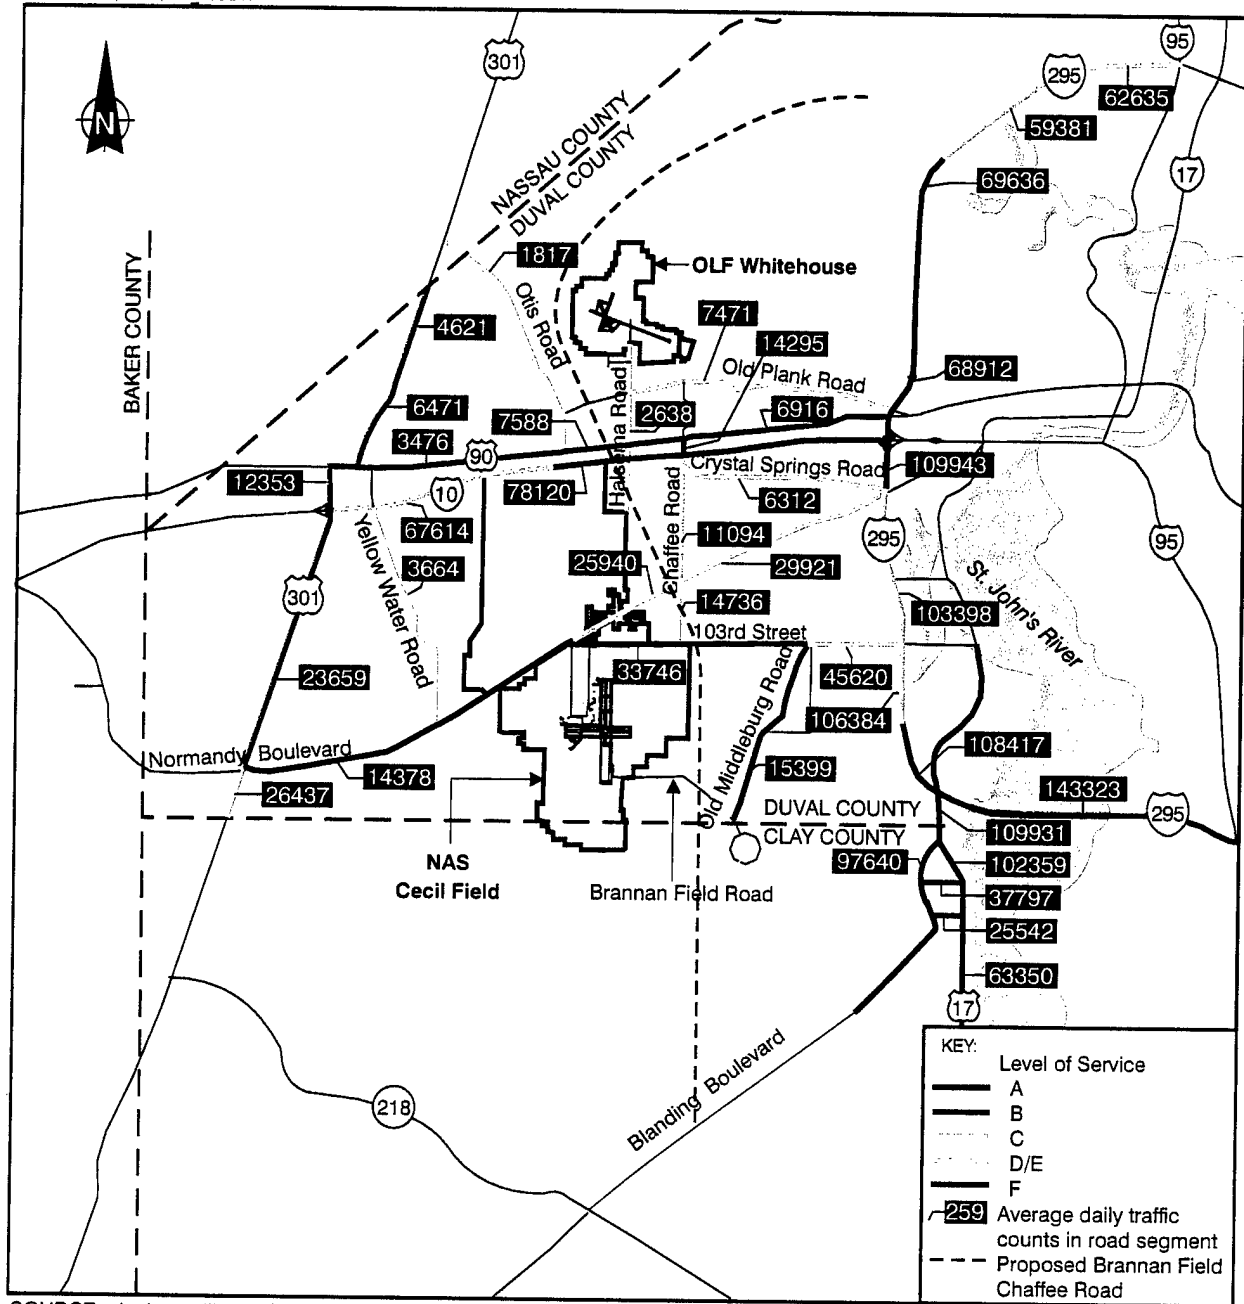 95
301
295
62635
59381
N
NASSAU COUNTY
DUVAL COUNTY
17
69636
1817
OLF Whitehouse
BAKER COUNTY
Otis Road
4621
7471
14295
Old Plank Road
68912
6471
7588
Halsema Road
2638
6916
3476
90
Crystal Springs Road
109943
12353
10
78120
6312
67614
Chaffee Road
11094
295
95
Yellow Water Road
3664
25940
29921
St. John's River
301
14736
103398
103rd Street
23659
33746
45620
Old Middleburg Road
106384
Normandy Boulevard
108417
14378
15399
143323
26437
DUVAL COUNTY
295
CLAY COUNTY
109931
NAS
Cecil Field
97640
102359
Brannan Field Road
37797
25542
63350
17
Blanding Boulevard
218
KEY:
Level of Service
A
B
C
D/E
F
259 Average daily traffic
counts in road segment
Proposed Brannan Field
Chaffee Road